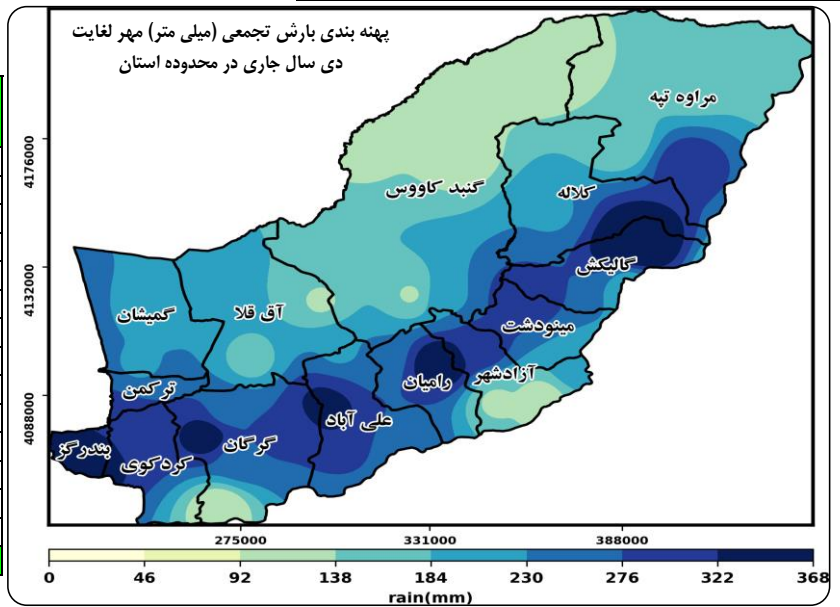 پهنه بندی بارش تجمعی (میلی متر) مهر لغایت
دی سال جاری در محدوده استان
مراوه تپه
گنبد کاووس
کلاله
گالیکش
گمیشان
آق قلا
مینودشت
ترکمن
رامیان
آزادشهر
علی آباد
گرگان
کردکوی
بندرگز
4176000
4132000
4088000
275000 331000 388000
0 46 92 138 184 230 276 322 368
rain(mm)